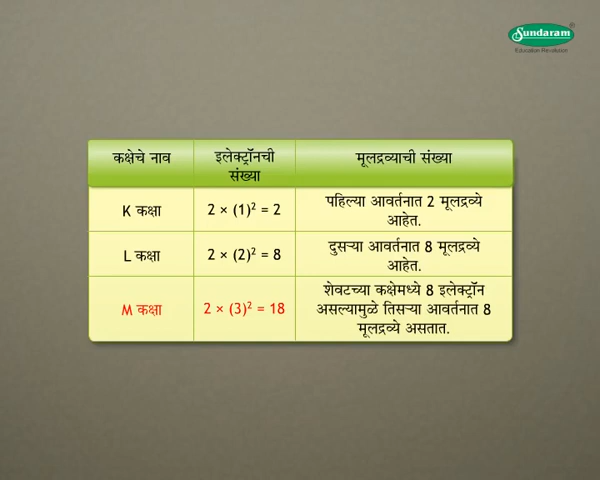 Sundaram®
Education Revolution
कक्षेचे नाव
इलेक्ट्रॉनची
संख्या
मूलद्रव्याची संख्या
K कक्षा
2 × (1)² = 2
पहिल्या आवर्तनात 2 मूलद्रव्ये
आहेत.
L कक्षा
2 × (2)² = 8
दुसऱ्या आवर्तनात 8 मूलद्रव्ये
आहेत.
M कक्षा
2 × (3)² = 18
शेवटच्या कक्षेमध्ये 8 इलेक्ट्रॉन
असल्यामुळे तिसऱ्या आवर्तनात 8
मूलद्रव्ये असतात.